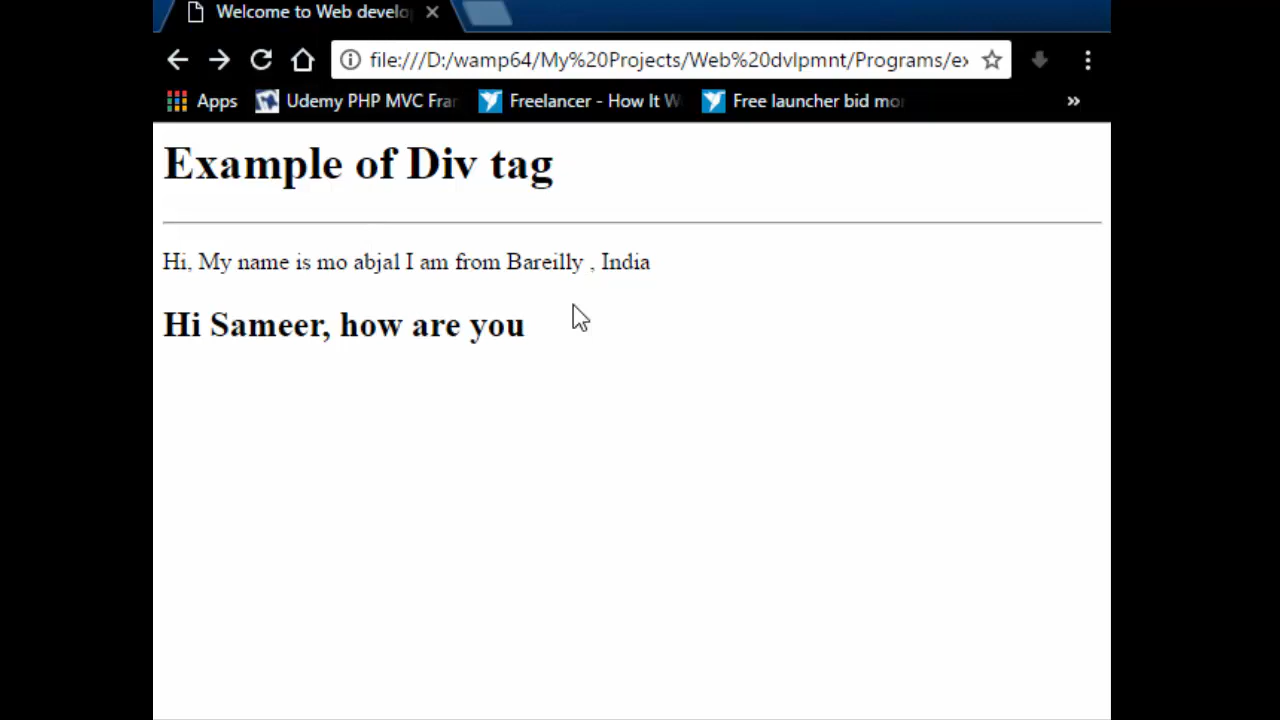 Welcome to Web develo
file:///D:/wamp64/My%20Projects/Web%20dvlpmnt/Programs/ex
Apps Udemy PHP MVC Fra Freelancer - How It W Free launcher bid mo
Example of Div tag
Hi, My name is mo abjal I am from Bareilly , India
Hi Sameer, how are you